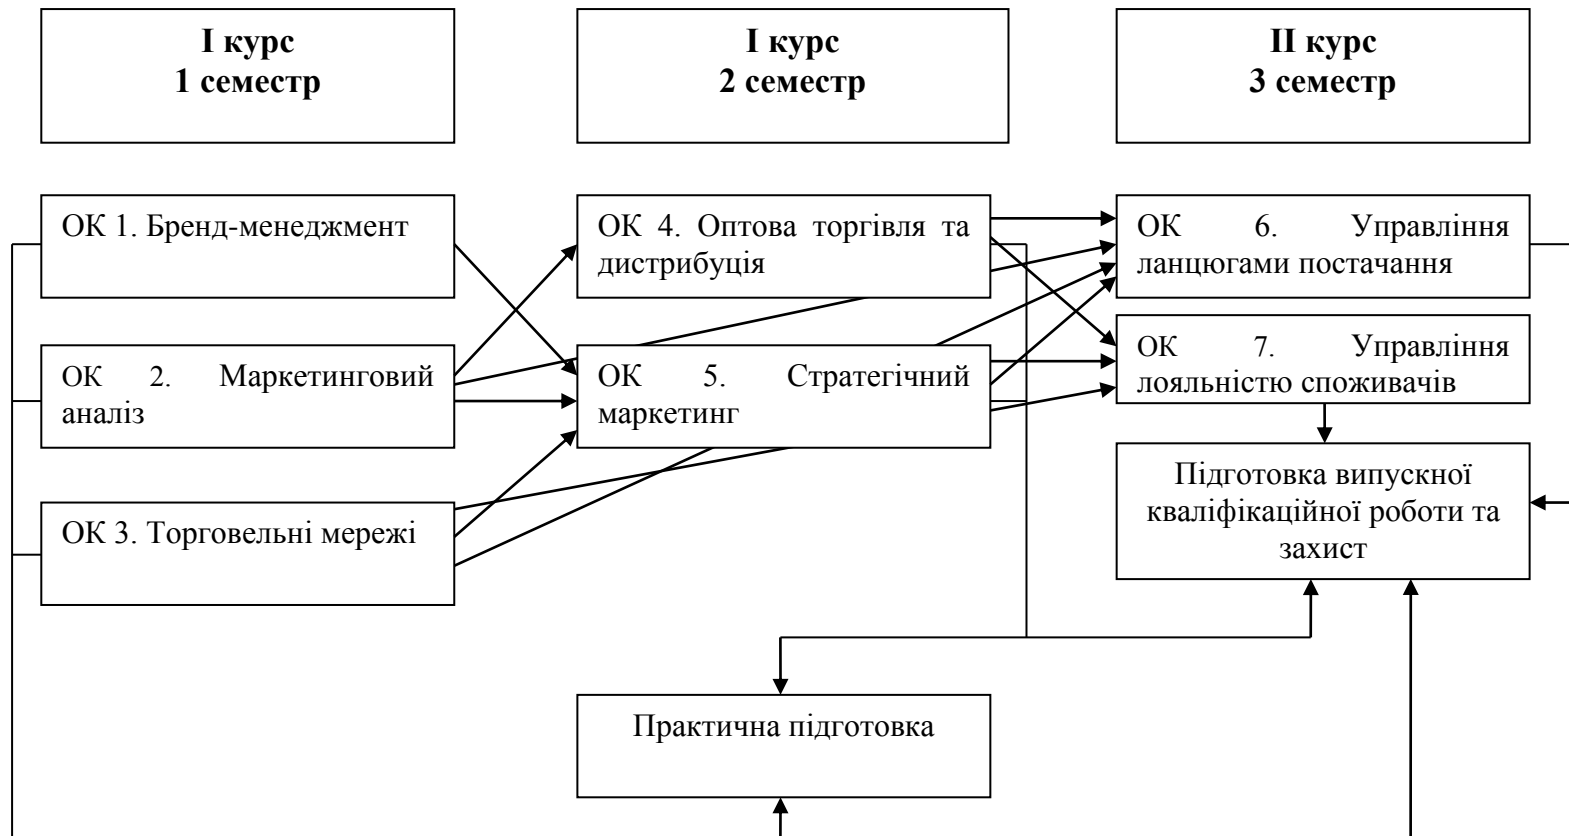 І курс
1 семестр
І курс
2 семестр
ІІ курс
3 семестр
ОК 1. Бренд-менеджмент
ОК 4. Оптова торгівля та
дистрибуція
ОК 6. Управління
ланцюгами постачання
ОК 2. Маркетинговий
аналіз
ОК 5. Стратегічний
маркетинг
ОК 7. Управління
лояльністю споживачів
ОК 3. Торговельні мережі
Підготовка випускної
кваліфікаційної роботи та
захист
Практична підготовка